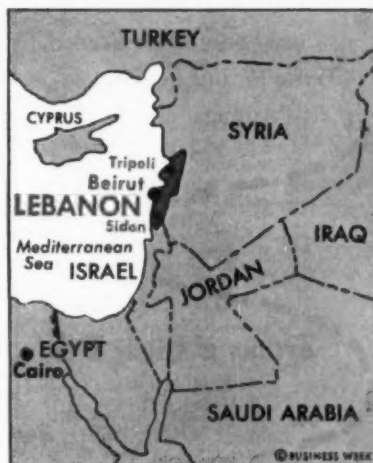 TURKEY
CYPRUS
SYRIA
Tripoli
Beirut
LEBANON
Sidon
IRAQ
Mediterranean
Sea
ISRAEL
JORDAN
EGYPT
Cairo
SAUDI ARABIA
© BUSINESS WEEK